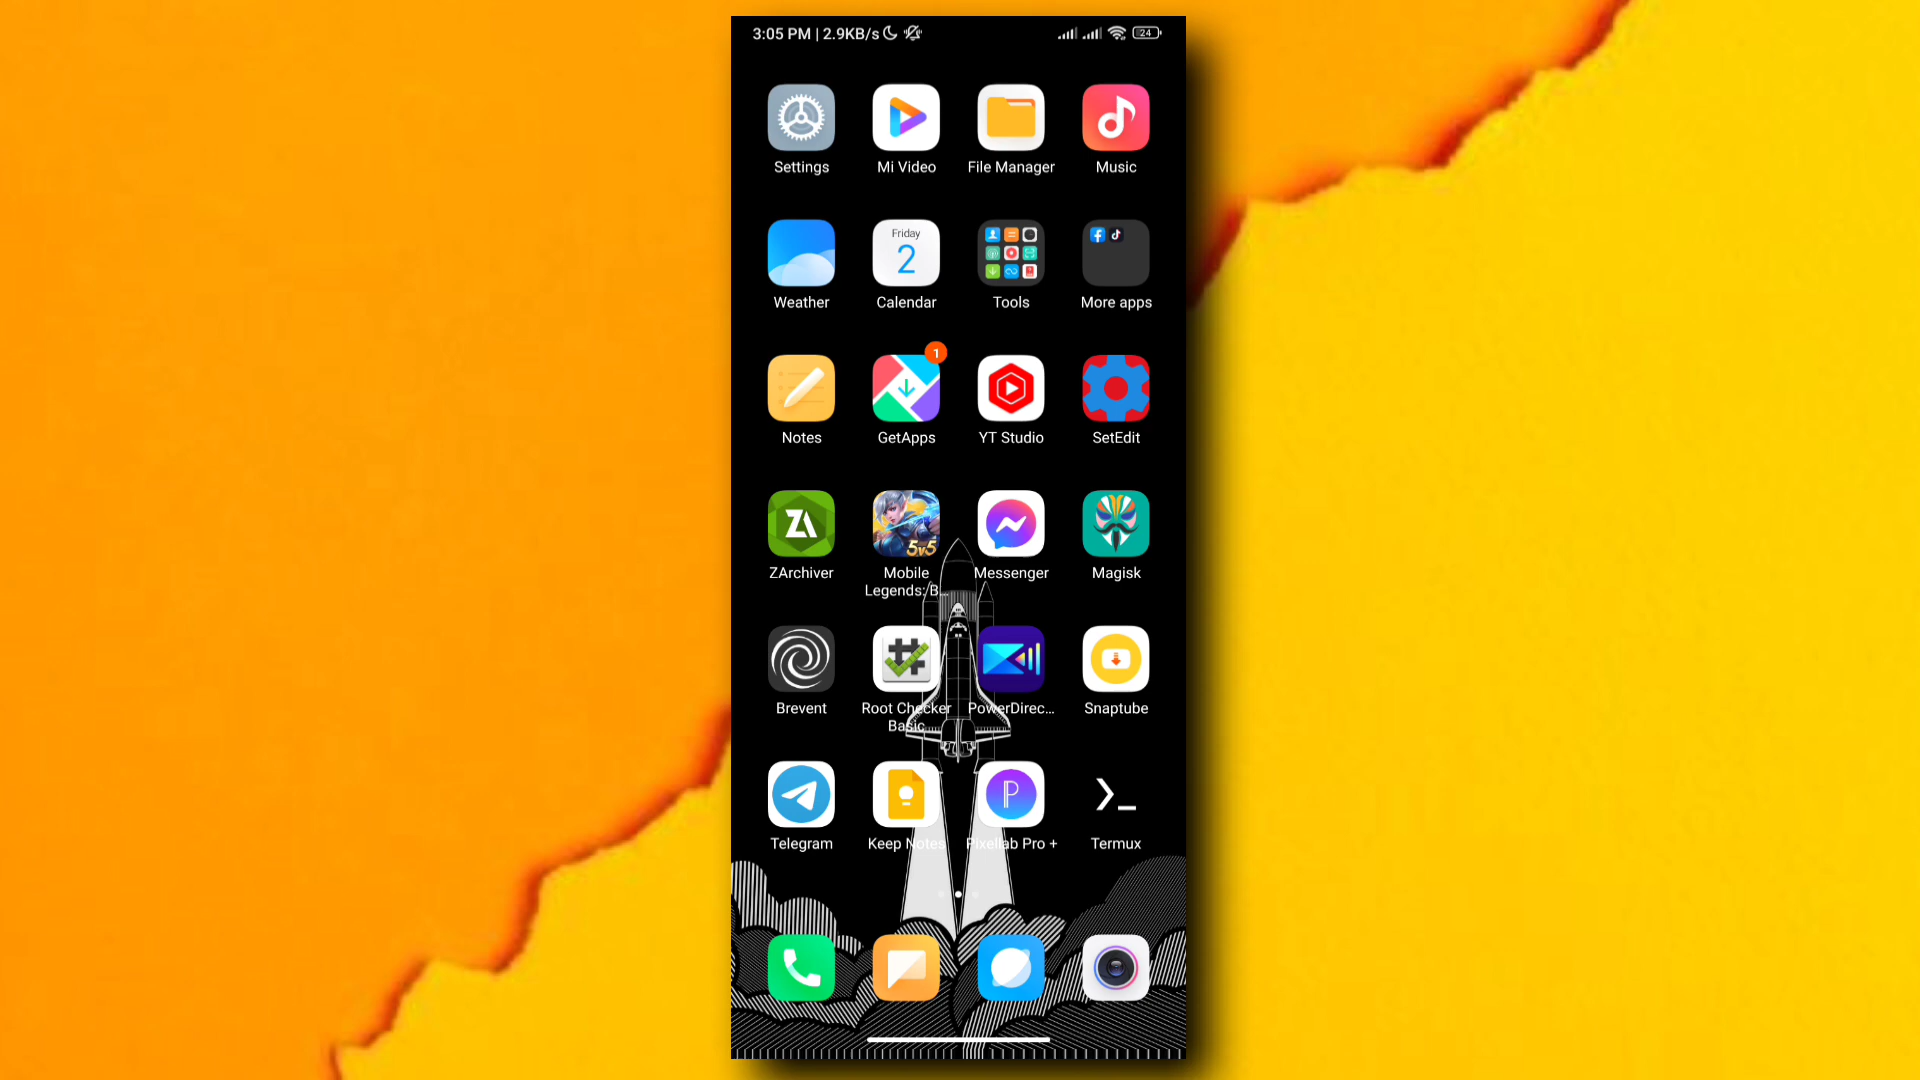 3:05 PM | 2.9KB/s 24
Settings Mi Video File Manager Music
Friday
2
Weather Calendar Tools More apps
1
Notes GetApps YT Studio SetEdit
ZA
5v5
ZArchiver Mobile Messenger Magisk
Legends: B...
Brevent Root Checker PowerDirec... Snaptube
Basic
P >_
Telegram Keep Notes Pixellab Pro + Termux